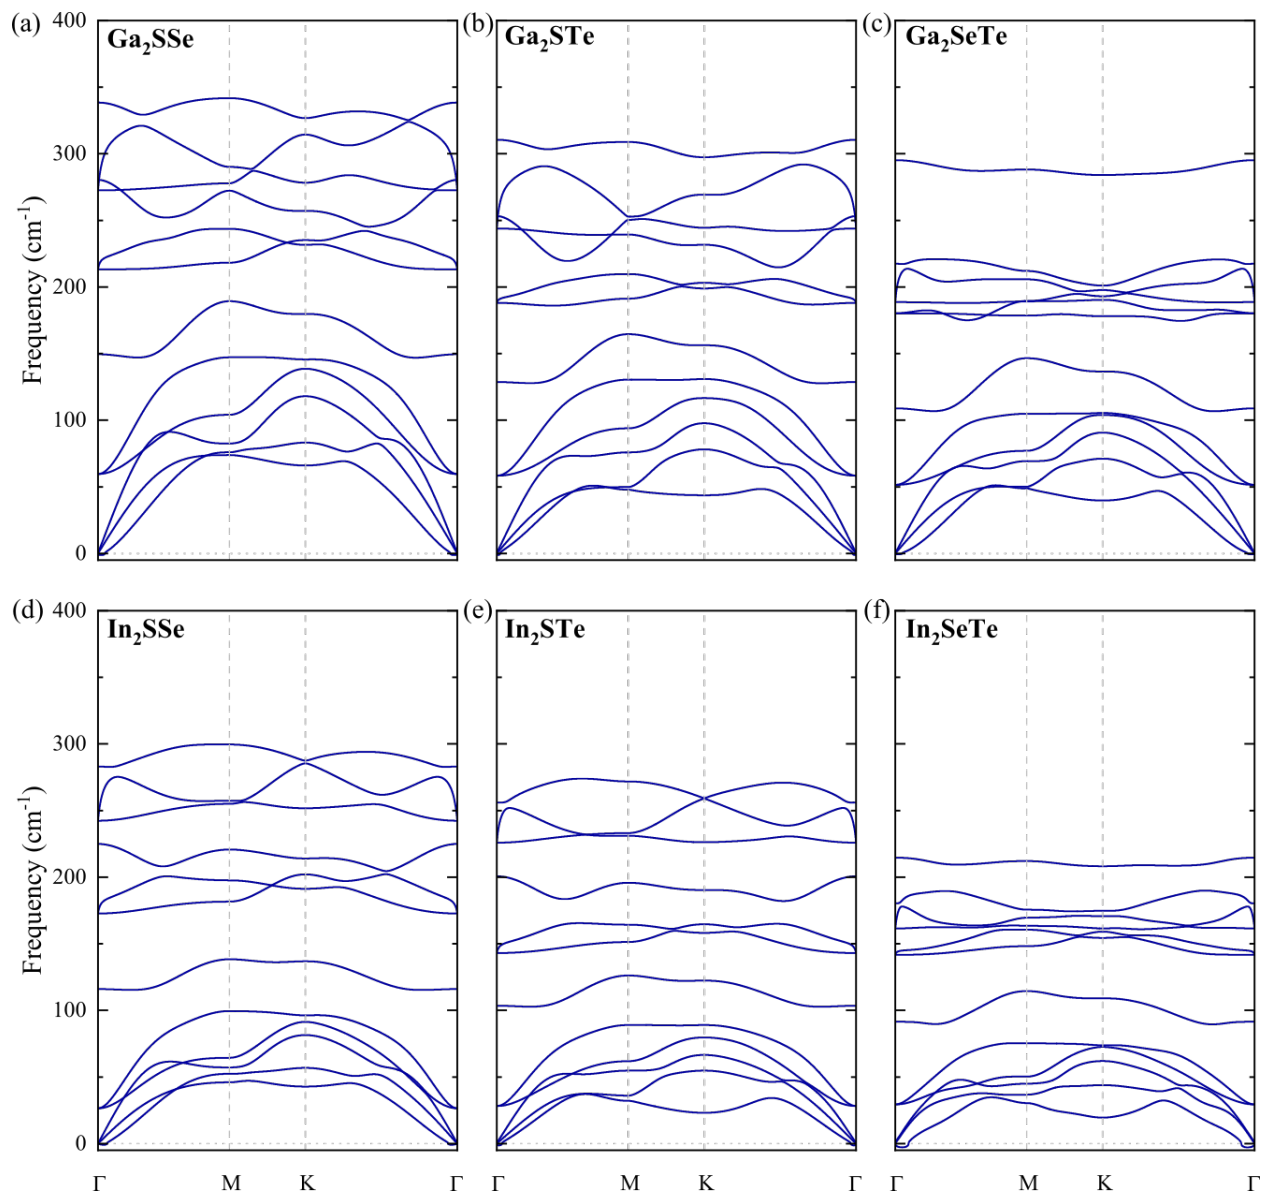 (a) Ga₂SSe
(b) Ga₂STe
(c) Ga₂SeTe
400
300
200
100
0
Frequency (cm⁻¹)
(d) In₂SSe
(e) In₂STe
(f) In₂SeTe
400
300
200
100
0
Frequency (cm⁻¹)
Γ M K Γ M K Γ M K Γ